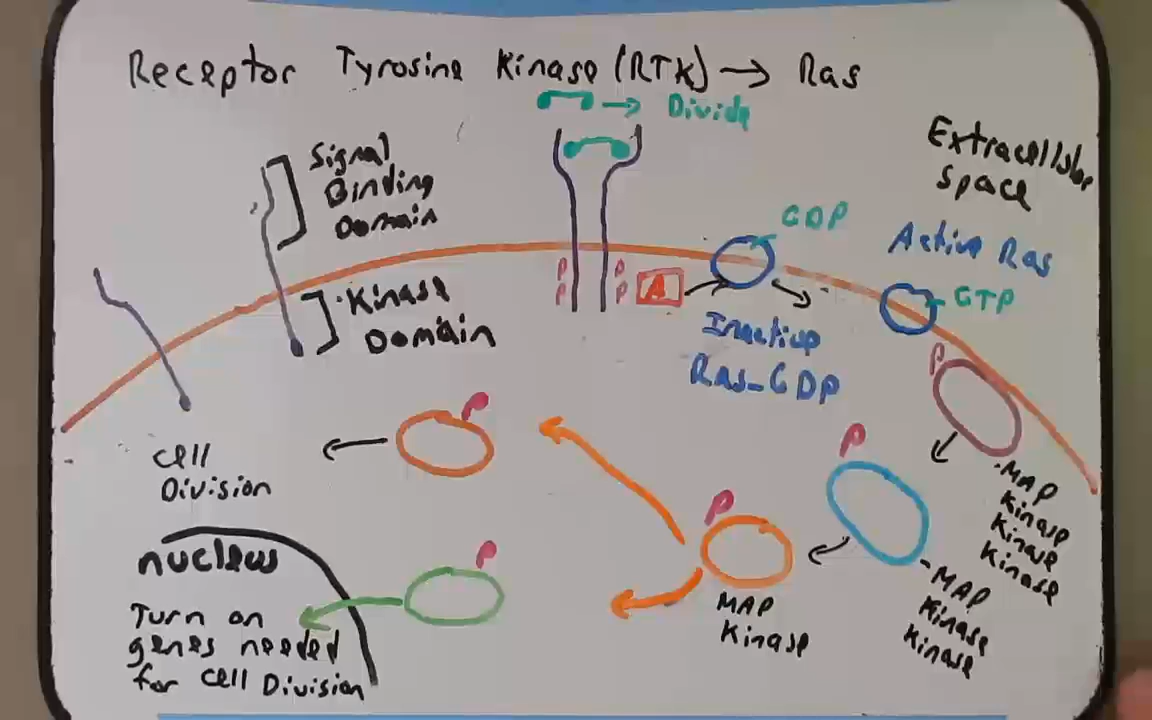 Receptor Tyrosine Kinase (RTK) → Ras
→ Divide
Extracellular
space
Signal
Binding
Domain
GDP
Active Ras
GTP
Kinase
Domain
P
P
P
P
A
Inactive
Ras-GDP
P
MAP
Kinase
Kinase
Kinase
P
MAP
Kinase
Kinase
P
MAP
Kinase
P
Cell
Division
P
nucleus
Turn on
genes needed
for Cell Division